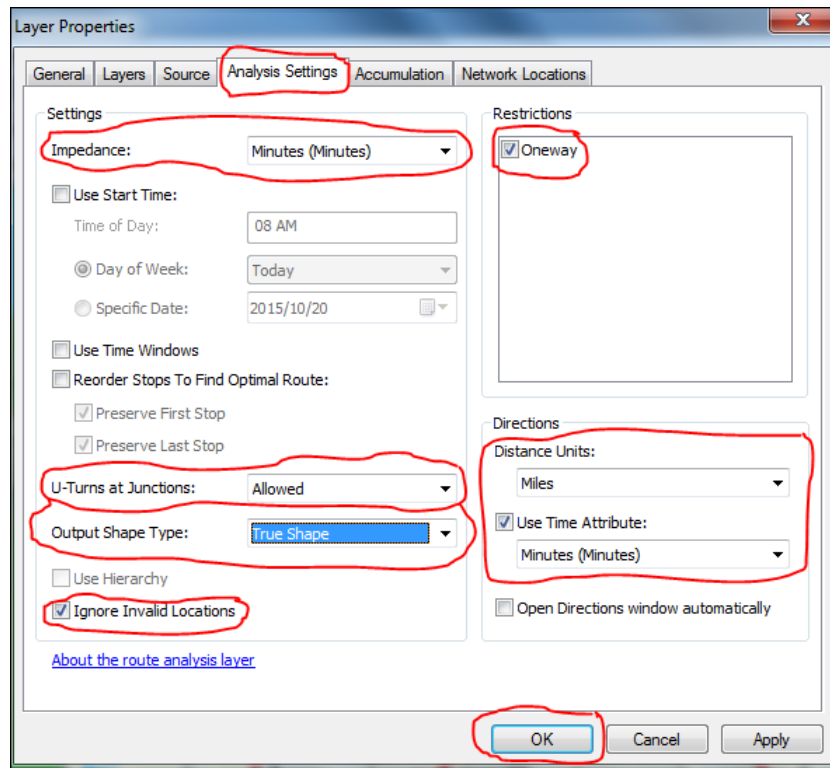 Layer Properties
General Layers Source Analysis Settings Accumulation Network Locations
Settings
Impedance: Minutes (Minutes)
Use Start Time:
Time of Day: 08 AM
Day of Week: Today
Specific Date: 2015/10/20
Use Time Windows
Reorder Stops To Find Optimal Route:
Preserve First Stop
Preserve Last Stop
U-Turns at Junctions: Allowed
Output Shape Type: True Shape
Use Hierarchy
Ignore Invalid Locations
About the route analysis layer
Restrictions
Oneway
Directions
Distance Units:
Miles
Use Time Attribute:
Minutes (Minutes)
Open Directions window automatically
OK Cancel Apply